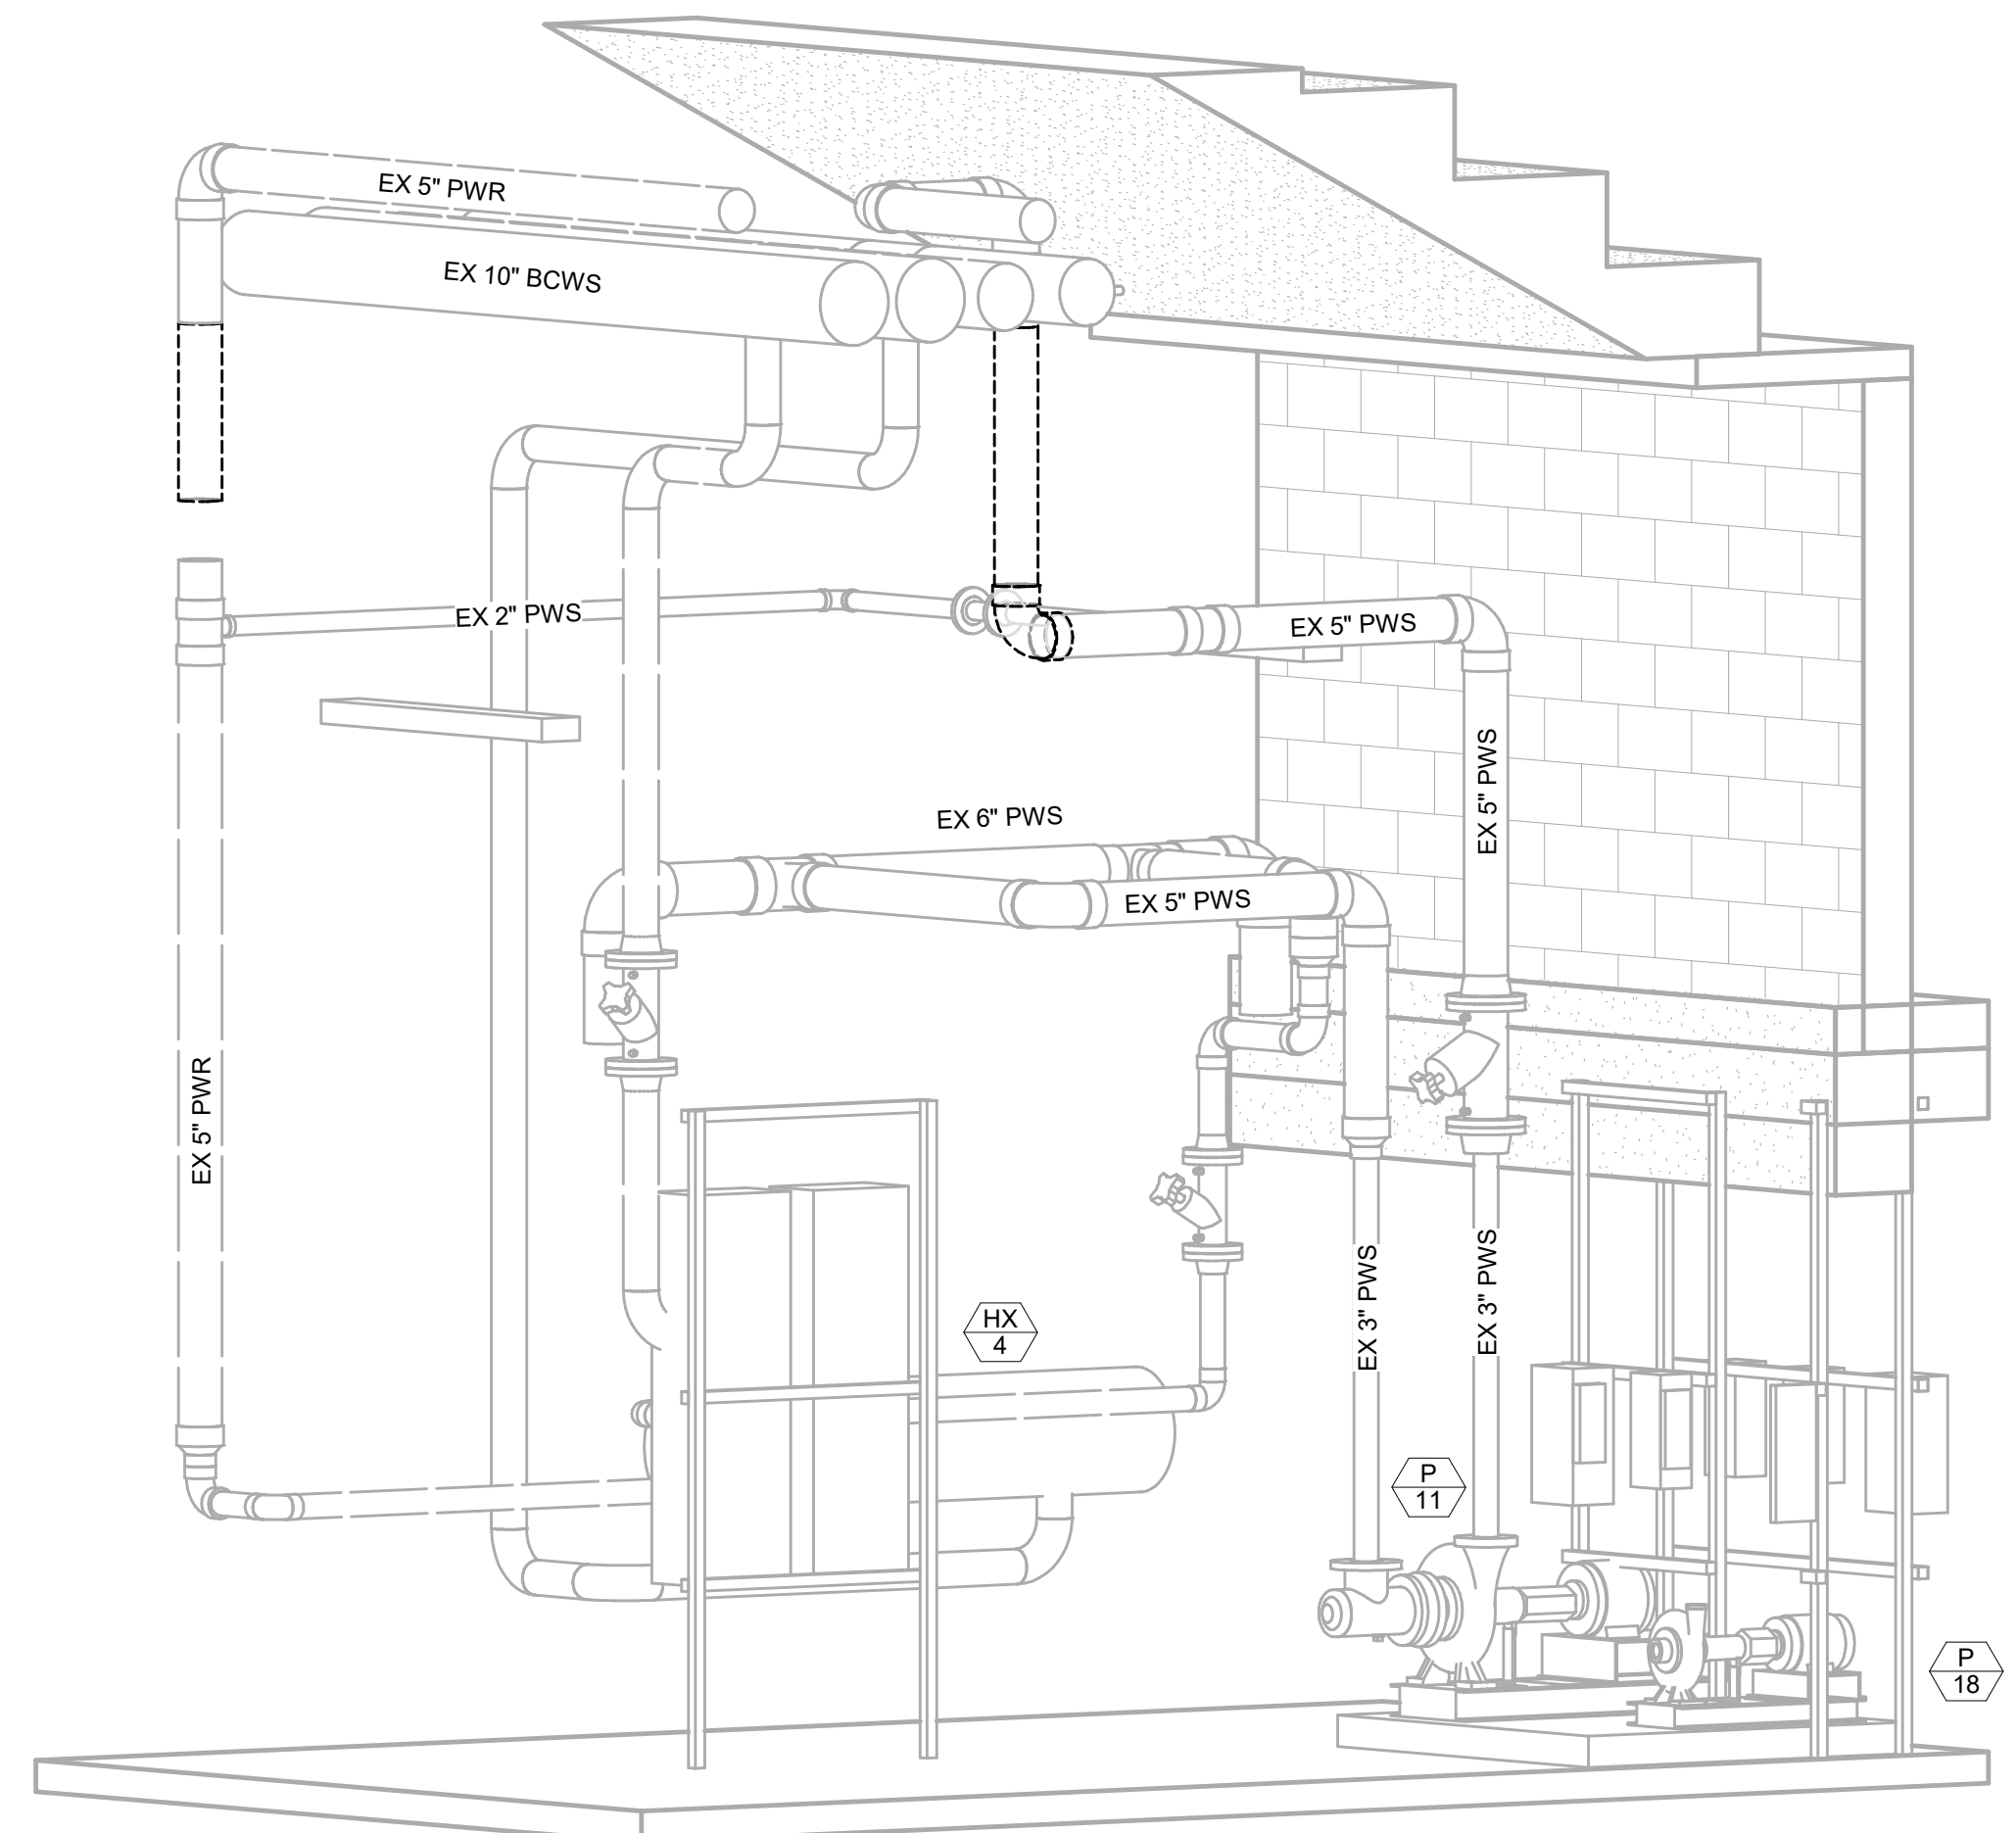 EX 5" PWR
EX 10" BCWS
EX 2" PWS
EX 5" PWS
EX 5" PWS
EX 6" PWS
EX 5" PWS
EX 5" PWR
EX 3" PWS
EX 3" PWS
HX
4
P
11
P
18